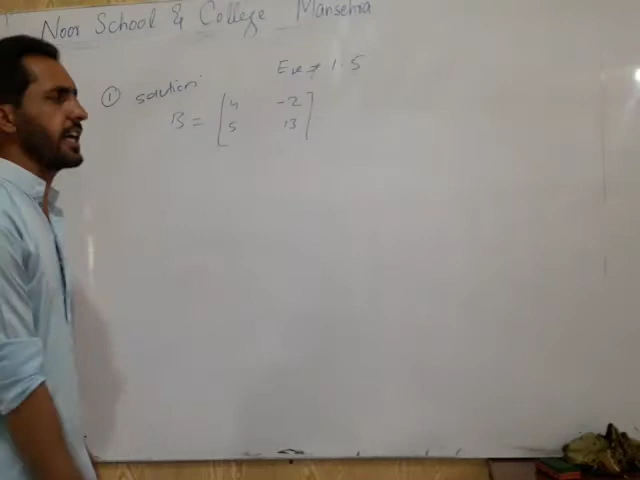 Noor School & College Mansehra
Ex # 1.5
① solution
B = [4 -2
5 13]